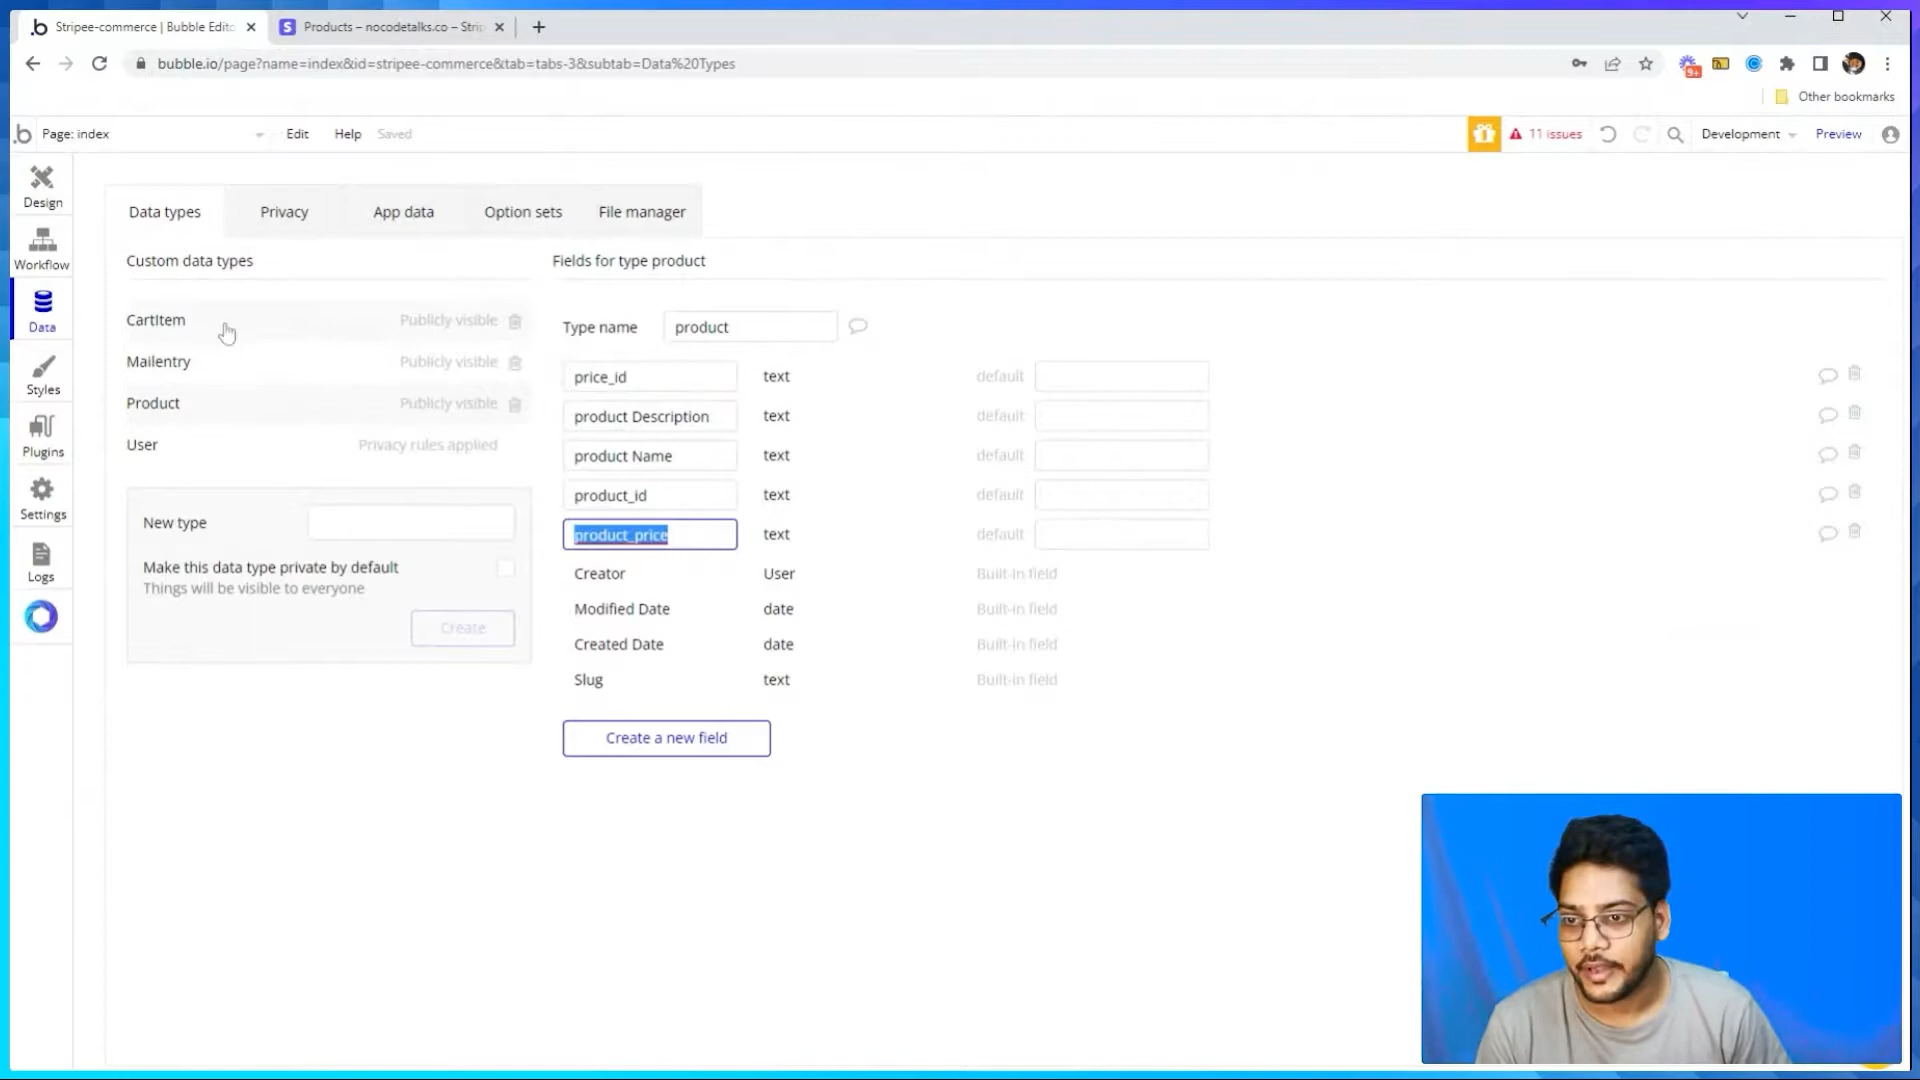 Stripee-commerce | Bubble Edito
Products – nocodetalks.co – Strip
bubble.io/page?name=index&id=stripee-commerce&tab=tabs-3&subtab=Data%20Types
9+
Other bookmarks
Page: index
Edit
Help
Saved
11 issues
Development
Preview
Design
Workflow
Data
Styles
Plugins
Settings
Logs
Data types
Privacy
App data
Option sets
File manager
Custom data types
CartItem Publicly visible
Mailentry Publicly visible
Product Publicly visible
User Privacy rules applied
New type
Make this data type private by default
Things will be visible to everyone
Create
Fields for type product
Type name product
price_id text default
product Description text default
product Name text default
product_id text default
product_price text default
Creator User Built-in field
Modified Date date Built-in field
Created Date date Built-in field
Slug text Built-in field
Create a new field